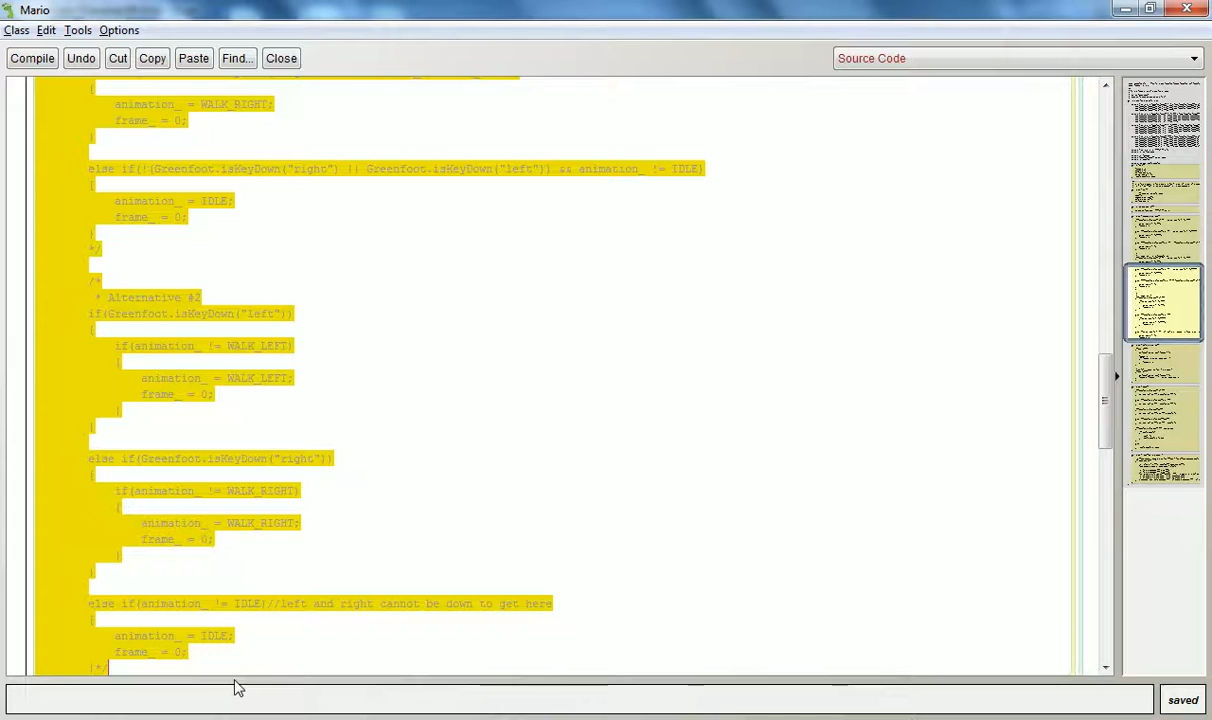 Mario
Class Edit Tools Options
Compile Undo Cut Copy Paste Find... Close Source Code
{
animation_ = WALK_RIGHT;
frame_ = 0;
}
else if(!(Greenfoot.isKeyDown("right") || Greenfoot.isKeyDown("left")) && animation_ != IDLE)
{
animation_ = IDLE;
frame_ = 0;
}
*/
/*
* Alternative #2
if(Greenfoot.isKeyDown("left"))
{
if(animation_ != WALK_LEFT)
{
animation_ = WALK_LEFT;
frame_ = 0;
}
}
else if(Greenfoot.isKeyDown("right"))
{
if(animation_ != WALK_RIGHT)
{
animation_ = WALK_RIGHT;
frame_ = 0;
}
}
else if(animation_ != IDLE)//left and right cannot be down to get here
{
animation_ = IDLE;
frame_ = 0;
}*/
saved